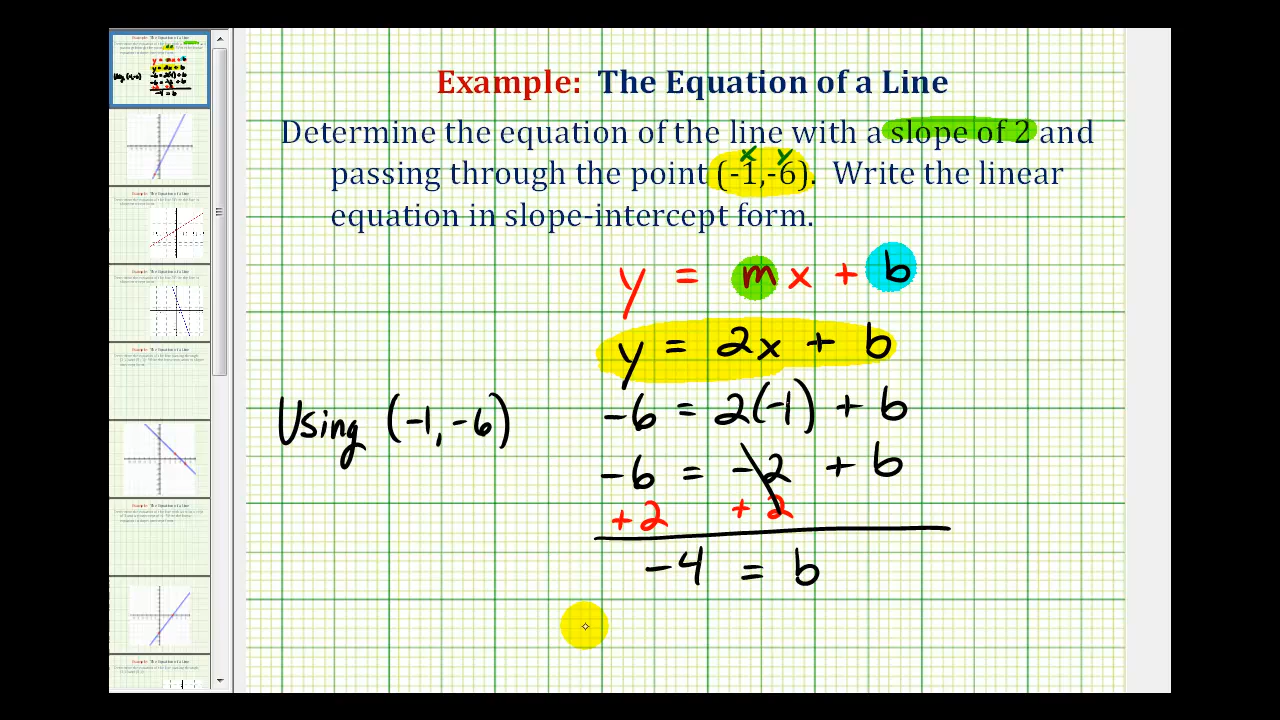 Example: The Equation of a Line
Determine the equation of the line with a slope of 2 and
passing through the point (-1,-6). Write the linear
equation in slope-intercept form.
x y
y = mx + b
y = 2x + b
Using (-1, -6)
-6 = 2(-1) + b
-6 = -2 + b
+2 +2
-4 = b